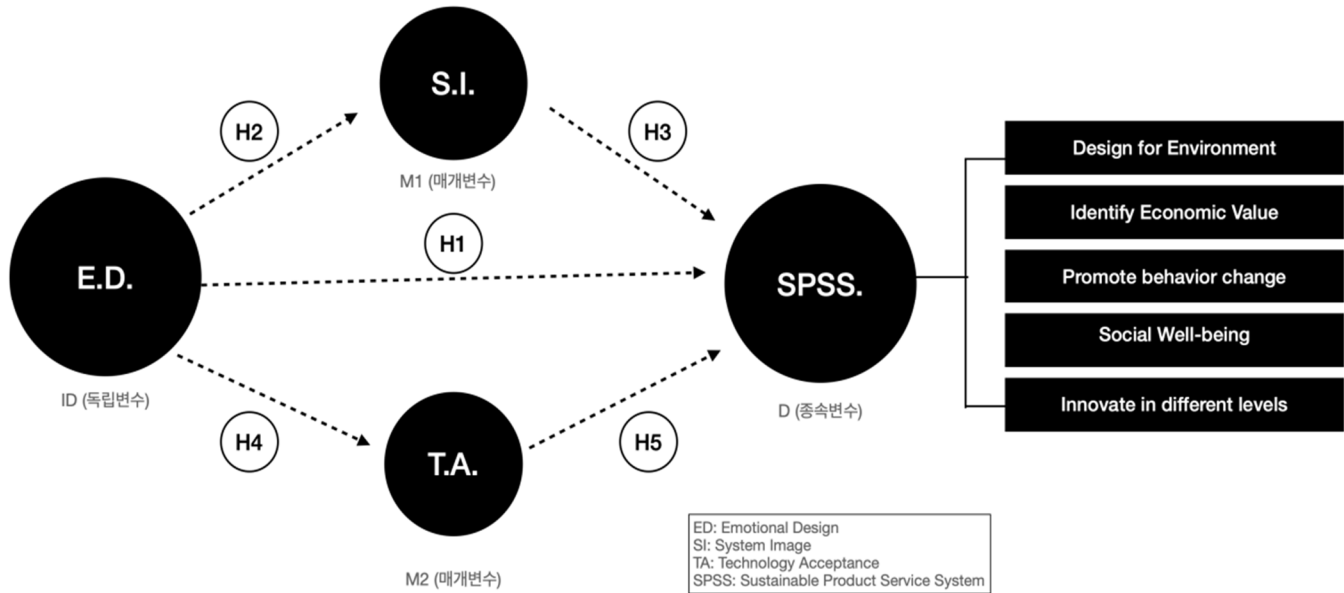 S.I.
H2
H3
M1 (매개변수)
H1
E.D.
SPSS.
ID (독립변수)
D (종속변수)
H4
H5
T.A.
M2 (매개변수)
Design for Environment
Identify Economic Value
Promote behavior change
Social Well-being
Innovate in different levels
ED: Emotional Design
SI: System Image
TA: Technology Acceptance
SPSS: Sustainable Product Service System